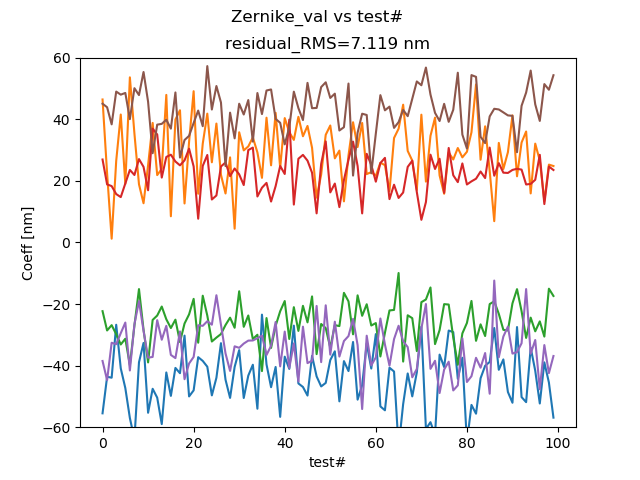 Zernike_val vs test#
residual_RMS=7.119 nm
60
40
20
0
−20
−40
−60
Coeff [nm]
0 20 40 60 80 100
test#